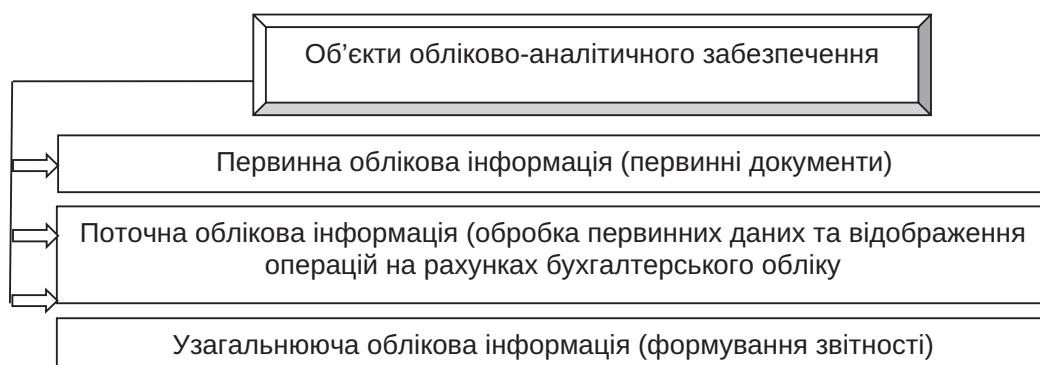 Об’єкти обліково-аналітичного забезпечення
Первинна облікова інформація (первинні документи)
Поточна облікова інформація (обробка первинних даних та відображення
операцій на рахунках бухгалтерського обліку
Узагальнююча облікова інформація (формування звітності)